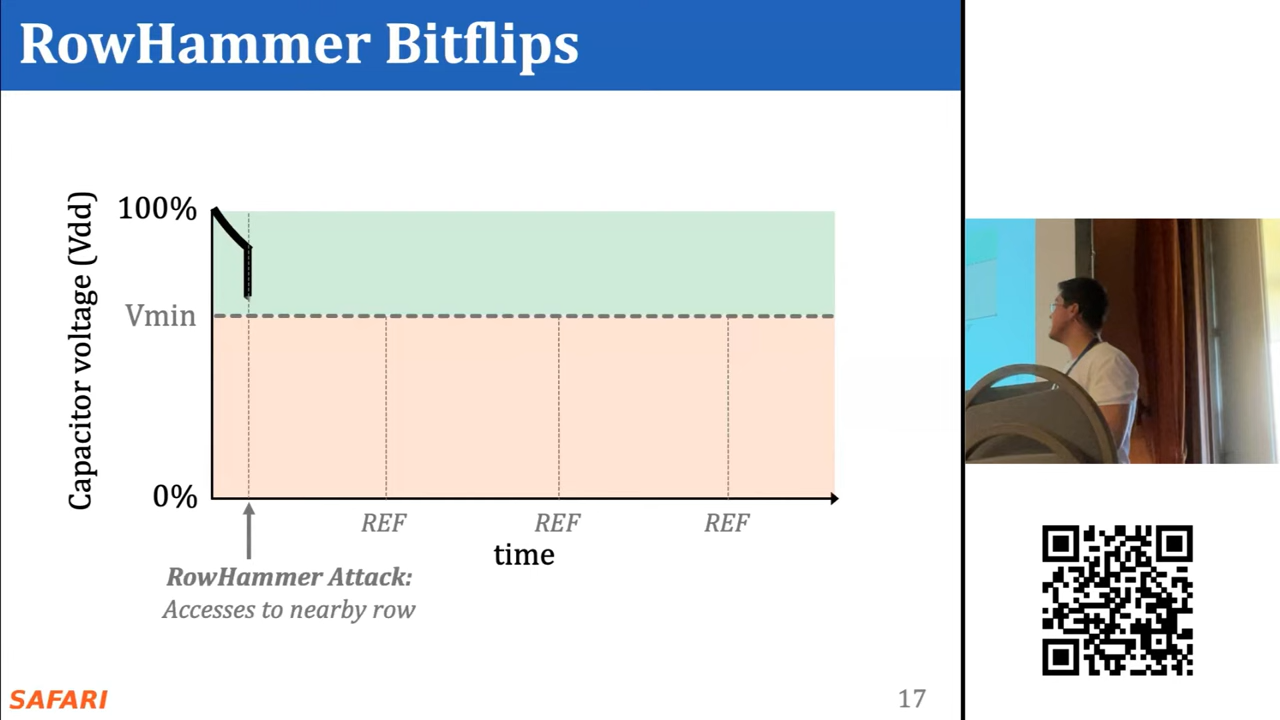 RowHammer Bitflips
Capacitor voltage (Vdd)
100%
Vmin
0%
REF
REF
REF
time
RowHammer Attack:
Accesses to nearby row
SAFARI
17